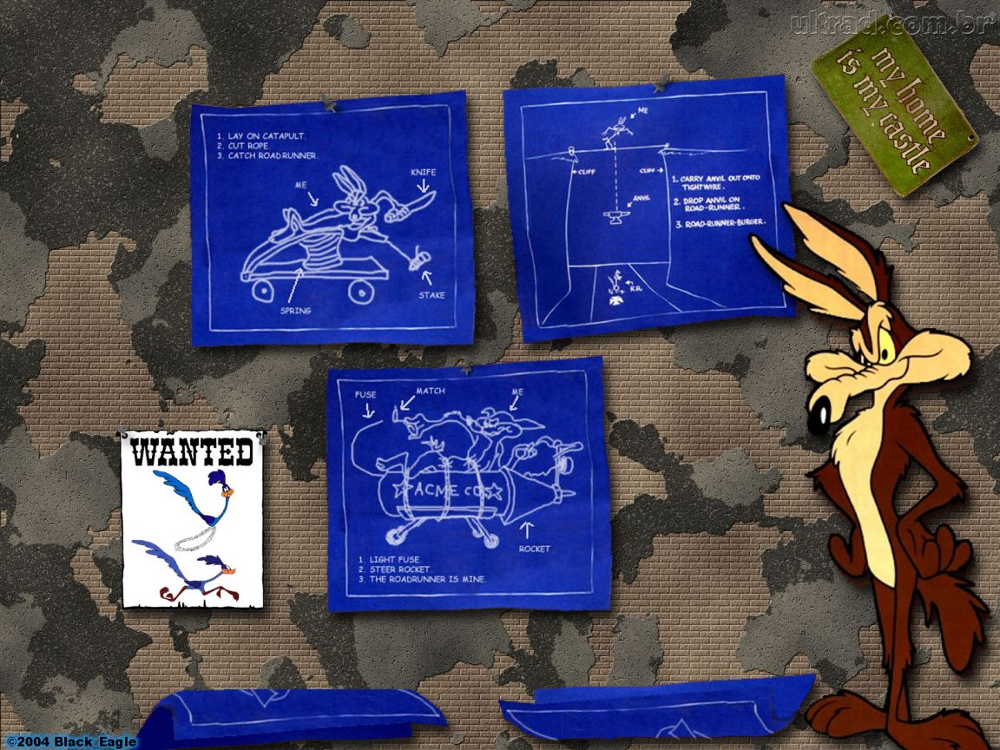 ultrad.com.br
my home
is my castle
1. LAY ON CATAPULT.
2. CUT ROPE.
3. CATCH ROADRUNNER.
ME
KNIFE
SPRING
STAKE
ME
CLIFF
CLIFF
ANVIL
R.R.
1. CARRY ANVIL OUT ONTO
TIGHTWIRE.
2. DROP ANVIL ON
ROAD-RUNNER.
3. ROAD-RUNNER-BURGER.
FUSE
MATCH
ME
ACME CO
ROCKET
1. LIGHT FUSE.
2. STEER ROCKET.
3. THE ROADRUNNER IS MINE.
WANTED
©2004 Black_Eagle